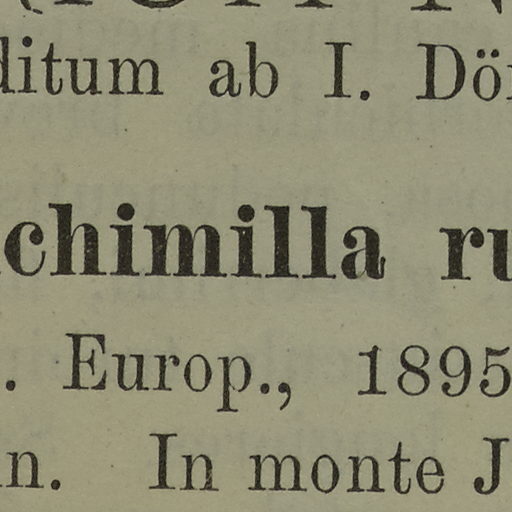 ditum ab I. Dö
chimilla ru
. Europ., 1895
n. In monte J